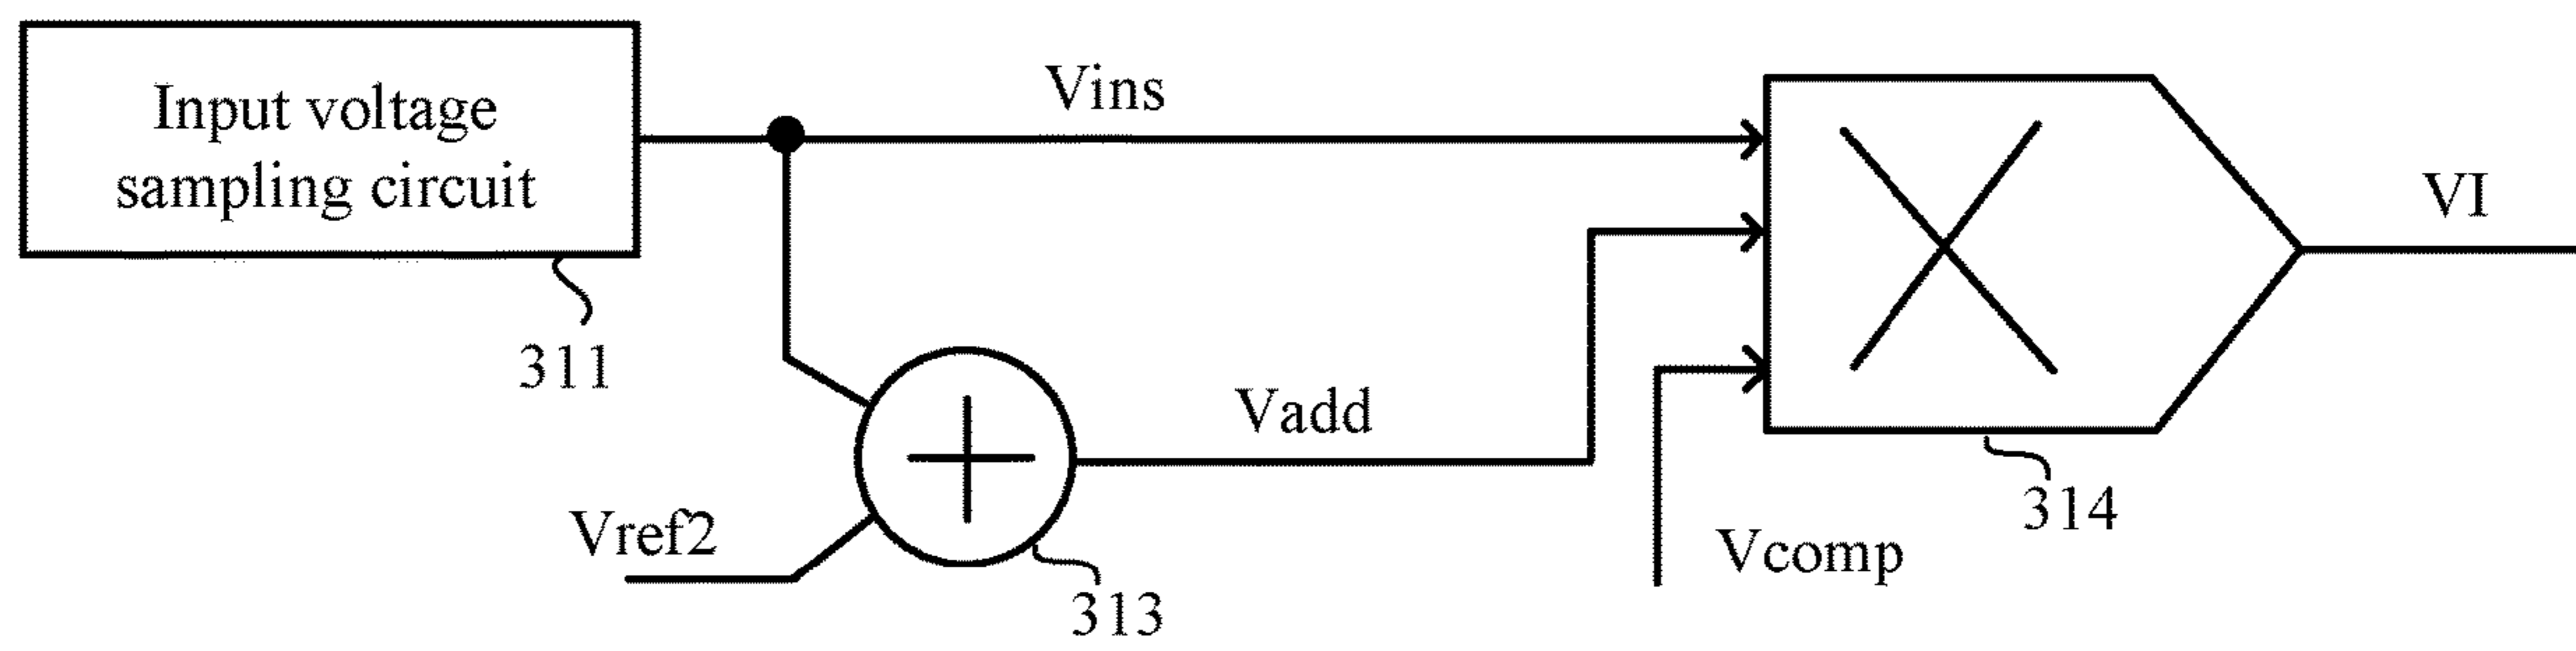 Input voltage
sampling circuit
311
Vins
Vadd
Vref2
313
Vcomp
314
VI